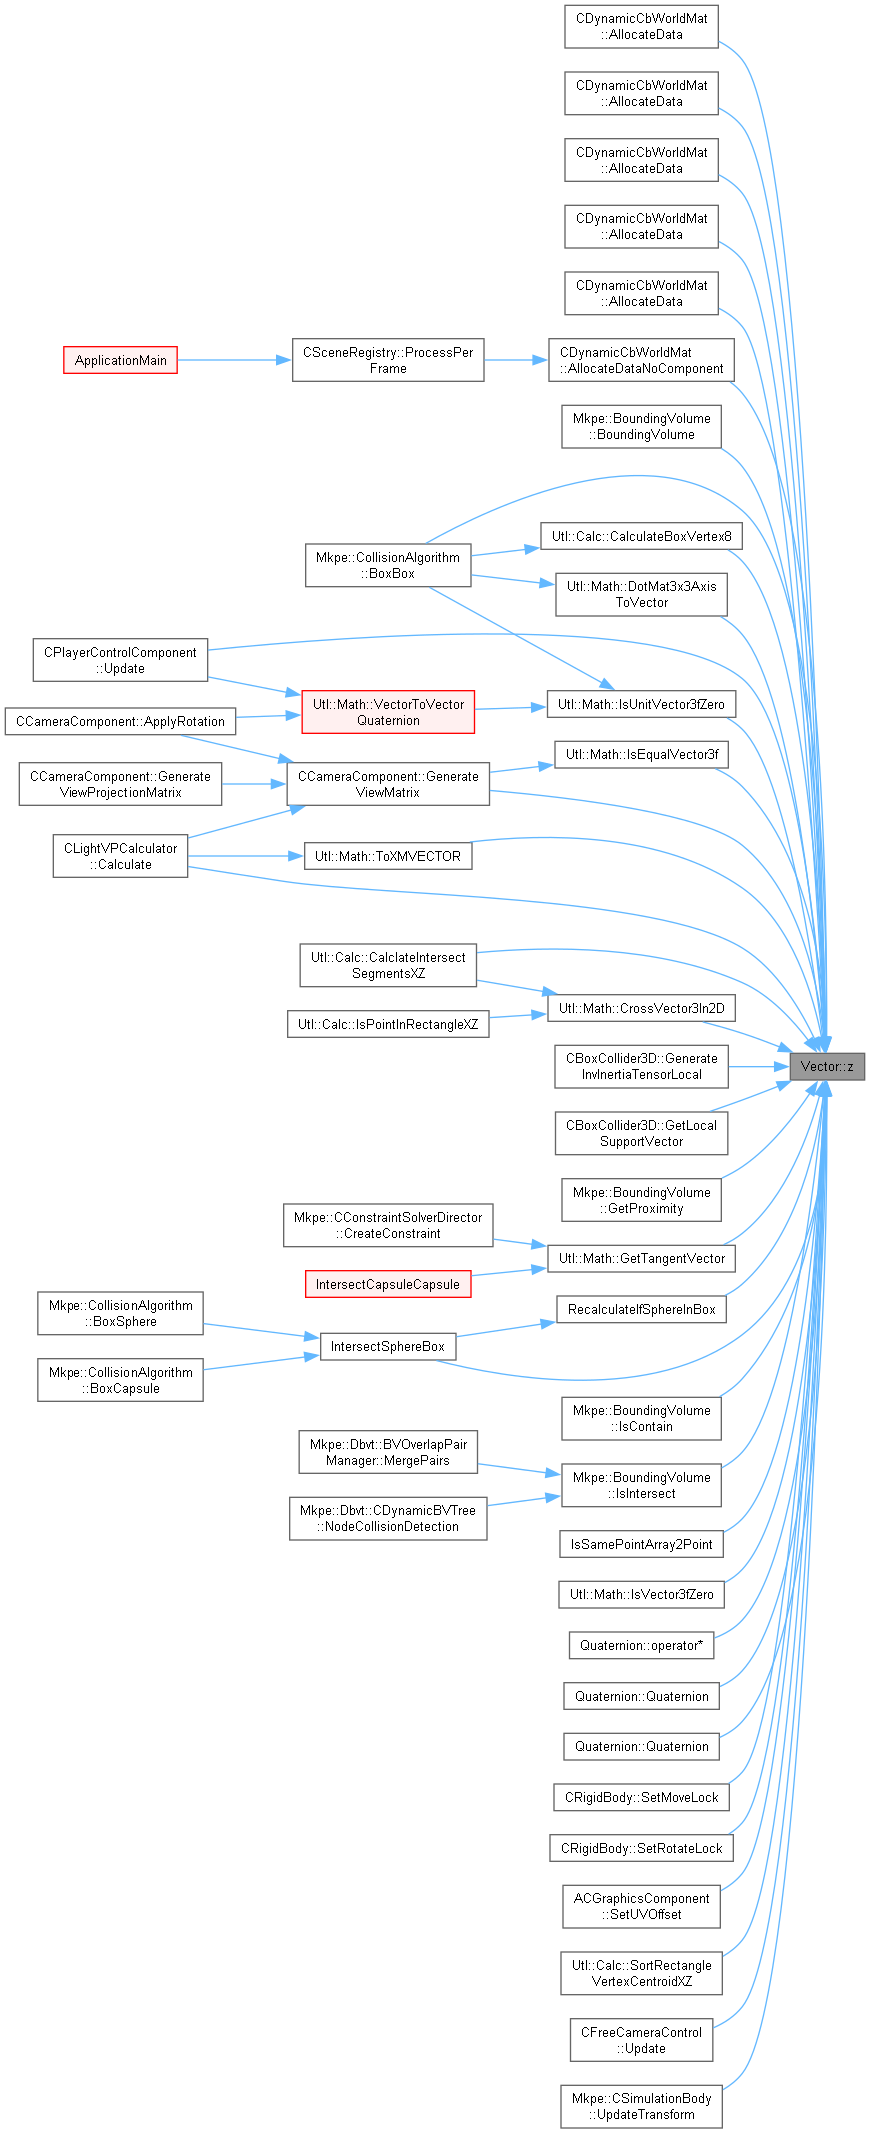 CDynamicCbWorldMat
::AllocateData
CDynamicCbWorldMat
::AllocateData
CDynamicCbWorldMat
::AllocateData
CDynamicCbWorldMat
::AllocateData
CDynamicCbWorldMat
::AllocateData
ApplicationMain
CSceneRegistry::ProcessPer
Frame
CDynamicCbWorldMat
::AllocateDataNoComponent
Mkpe::BoundingVolume
::BoundingVolume
Mkpe::CollisionAlgorithm
::BoxBox
Utl::Calc::CalculateBoxVertex8
Utl::Math::DotMat3x3Axis
ToVector
CPlayerControlComponent
::Update
Utl::Math::VectorToVector
Quaternion
Utl::Math::IsUnitVector3fZero
CCameraComponent::ApplyRotation
Utl::Math::IsEqualVector3f
CCameraComponent::Generate
ViewProjectionMatrix
CCameraComponent::Generate
ViewMatrix
CLightVPCalculator
::Calculate
Utl::Math::ToXMVECTOR
Utl::Calc::CalclateIntersect
SegmentsXZ
Utl::Math::CrossVector3In2D
Utl::Calc::IsPointInRectangleXZ
CBoxCollider3D::Generate
InvInertiaTensorLocal
Vector::z
CBoxCollider3D::GetLocal
SupportVector
Mkpe::BoundingVolume
::GetProximity
Mkpe::CConstraintSolverDirector
::CreateConstraint
Utl::Math::GetTangentVector
IntersectCapsuleCapsule
RecalculateIfSphereInBox
Mkpe::CollisionAlgorithm
::BoxSphere
IntersectSphereBox
Mkpe::CollisionAlgorithm
::BoxCapsule
Mkpe::BoundingVolume
::IsContain
Mkpe::Dbvt::BVOverlapPair
Manager::MergePairs
Mkpe::BoundingVolume
::IsIntersect
Mkpe::Dbvt::CDynamicBVTree
::NodeCollisionDetection
IsSamePointArray2Point
Utl::Math::IsVector3fZero
Quaternion::operator*
Quaternion::Quaternion
Quaternion::Quaternion
CRigidBody::SetMoveLock
CRigidBody::SetRotateLock
ACGraphicsComponent
::SetUVOffset
Utl::Calc::SortRectangle
VertexCentroidXZ
CFreeCameraControl
::Update
Mkpe::CSimulationBody
::UpdateTransform